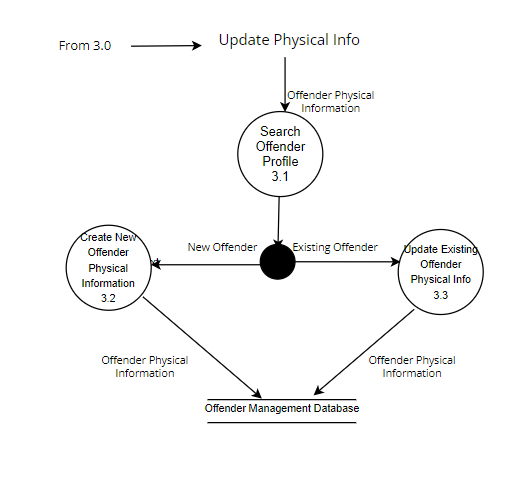 From 3.0
Update Physical Info
Offender Physical
Information
Search
Offender
Profile
3.1
New Offender
Existing Offender
Create New
Offender
Physical
Information
3.2
Update Existing
Offender
Physical Info
3.3
Offender Physical
Information
Offender Physical
Information
Offender Management Database